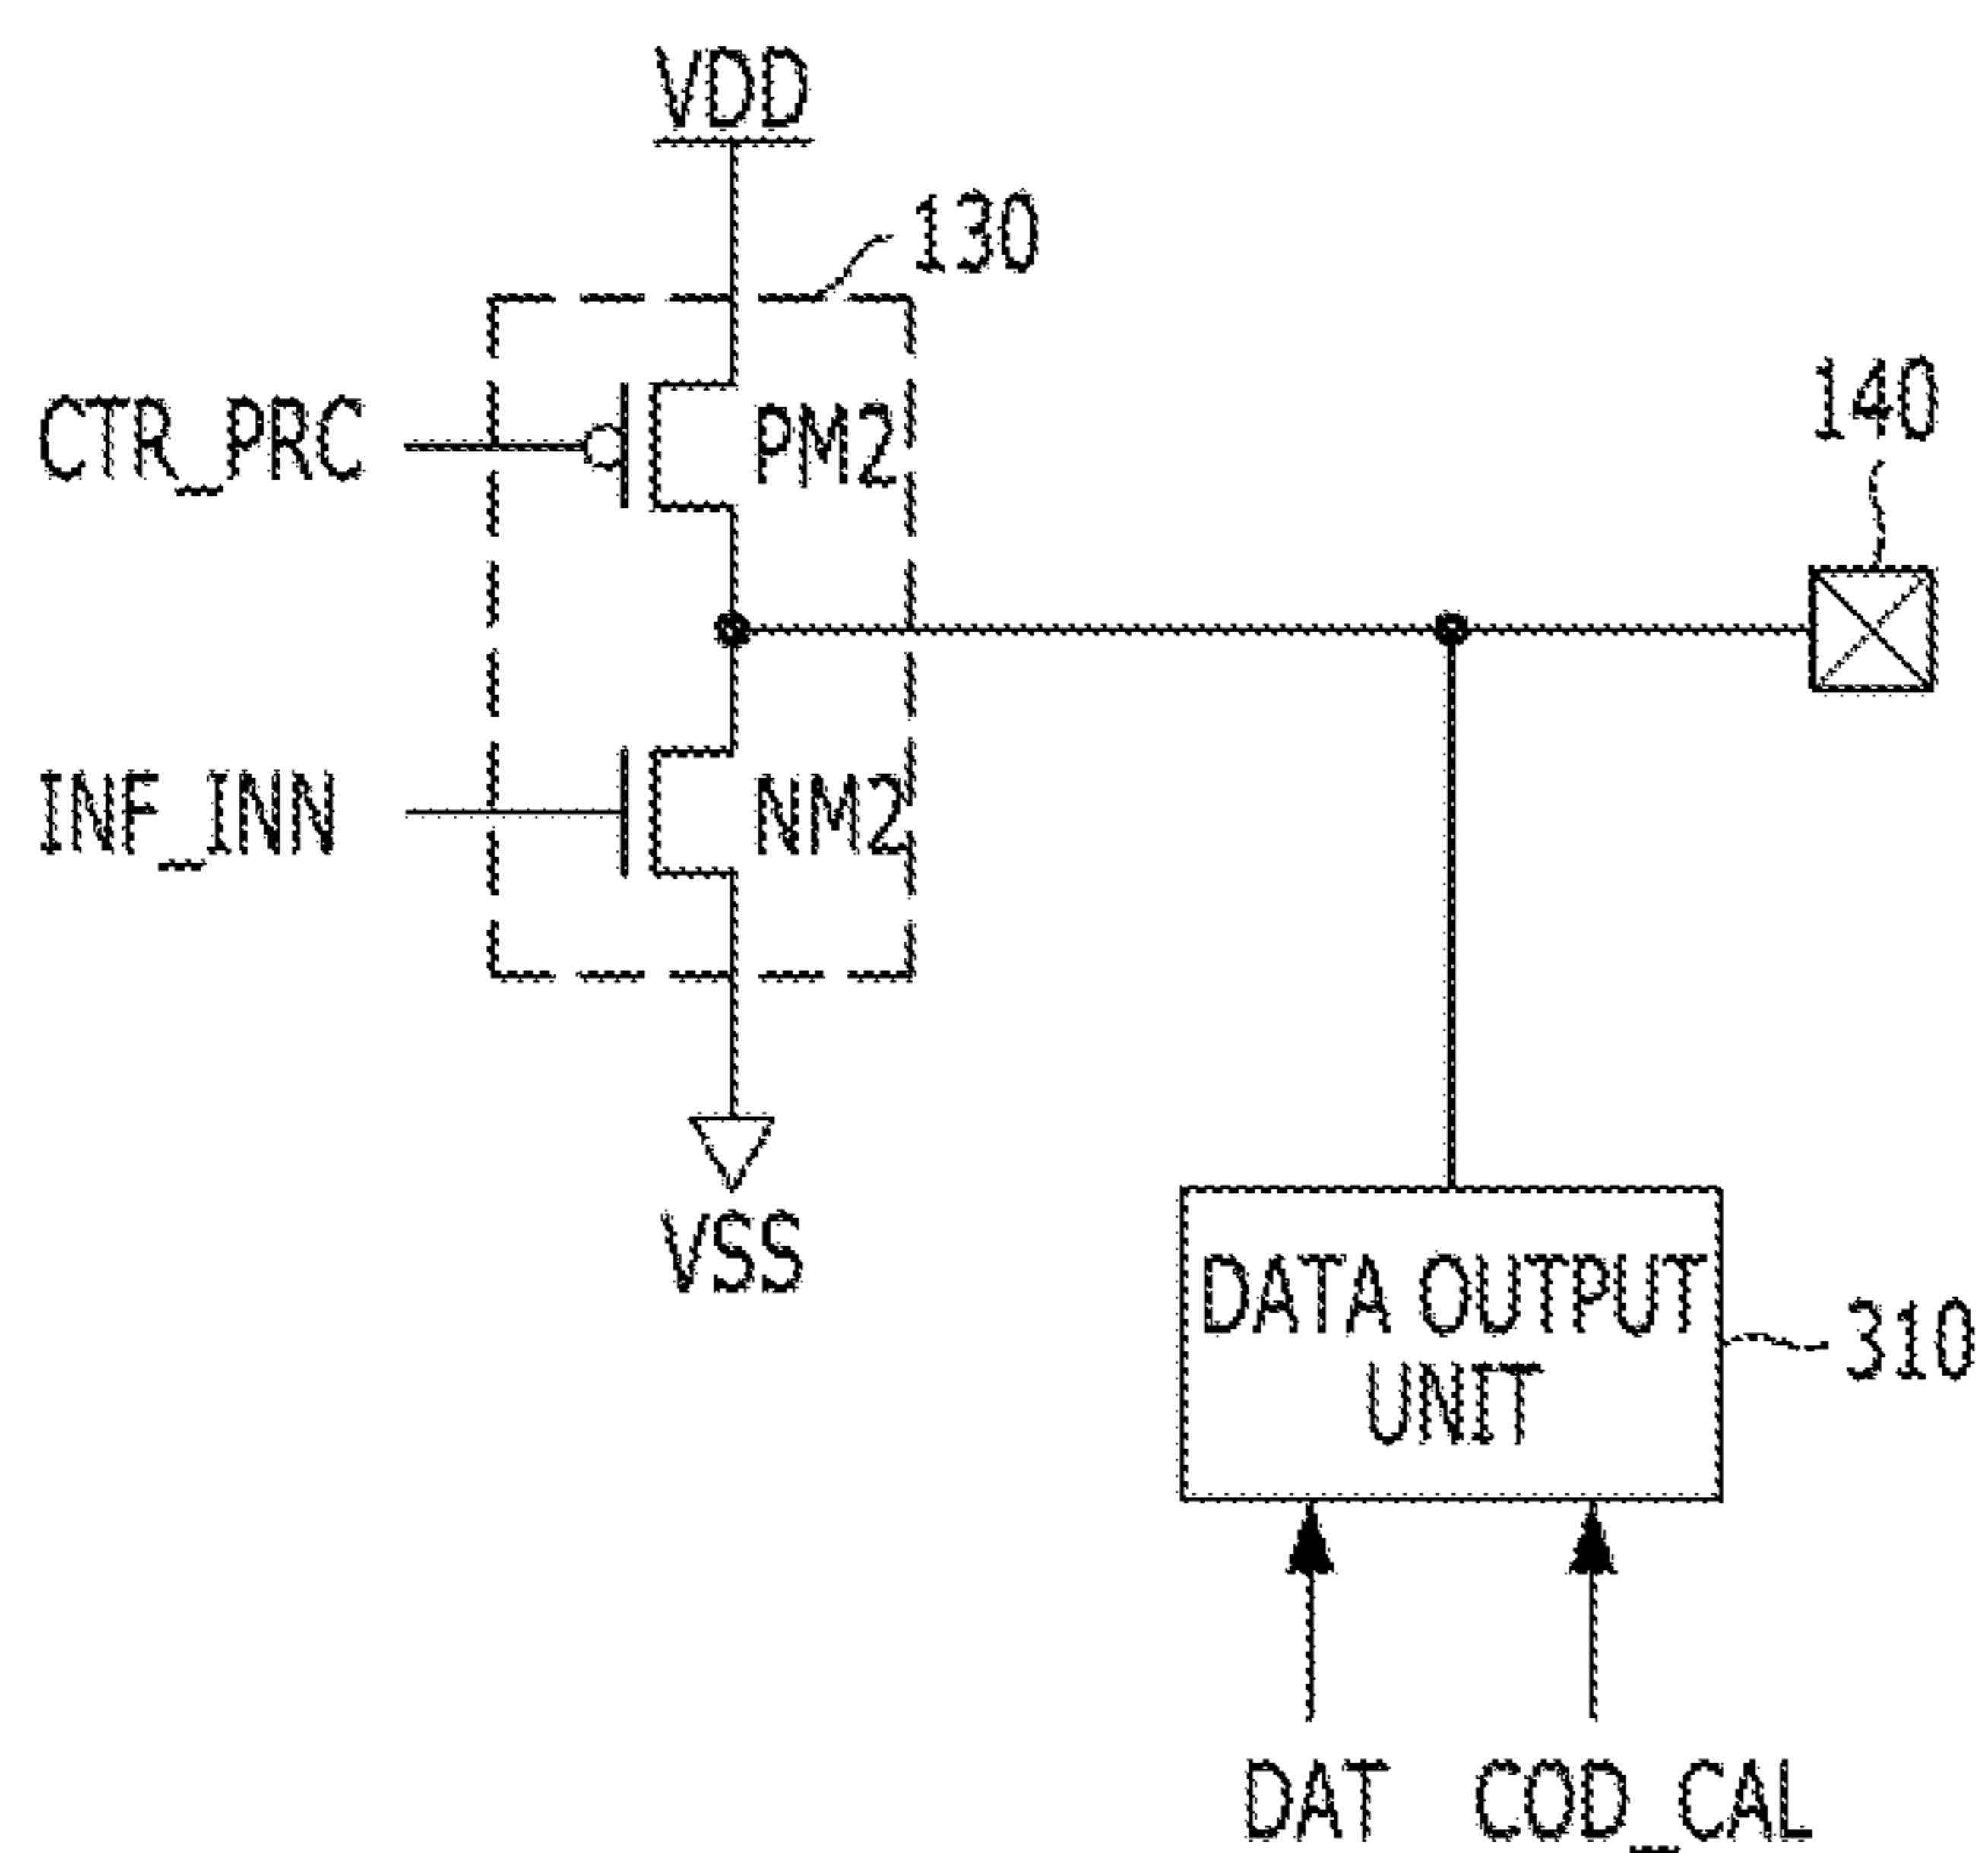 VDD
130
CTR_PRC
PM2
140
INF_INN
NM2
VSS
DATA OUTPUT
UNIT
310
DAT
COD_CAL